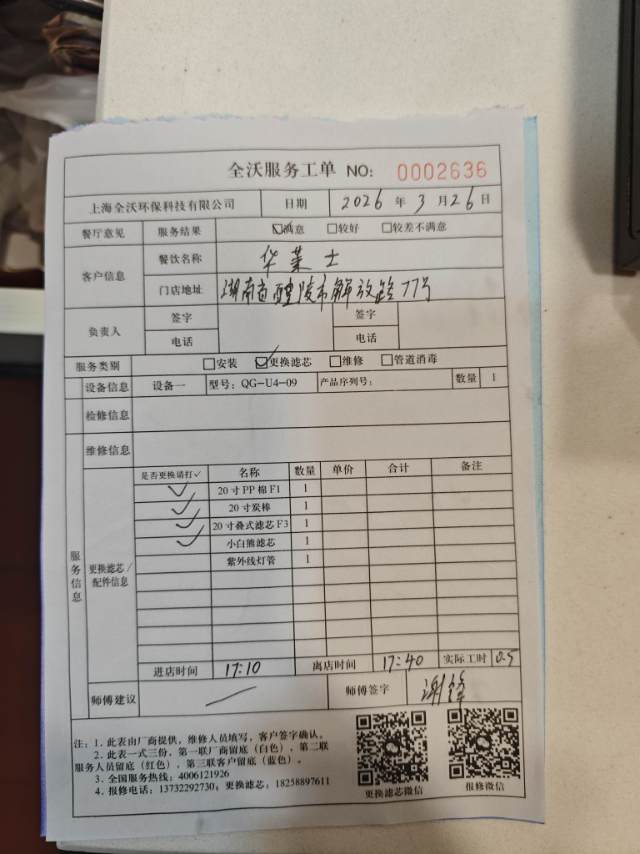 全沃服务工单 NO: 0002636
上海全沃环保科技有限公司 日期 2026 年 3 月 26 日
餐厅意见 服务结果 ☑满意 □较好 □较差不满意
客户信息 餐饮名称 华莱士
门店地址 湖南省醴陵市解放路77号
负责人 签字 签字
电话 电话
服务类别 □安装 ☑更换滤芯 □维修 □管道消毒
设备信息 设备一 型号：QG-U4-09 产品序列号： 数量 1
检修信息
维修信息
服务信息
更换滤芯/配件信息
是否更换请打✓ 名称 数量 单价 合计 备注
✓ 20寸PP棉F1 1
✓ 20寸炭棒 1
✓ 20寸叠式滤芯F3 1
✓ 小白熊滤芯 1
紫外线灯管 1
进店时间 17:10 离店时间 17:40 实际工时 0.5
师傅建议 师傅签字 谢锋
注：1．此表由厂商提供，维修人员填写，客户签字确认。
2．此表一式三份，第一联厂商留底（白色），第二联
服务人员留底（红色），第三联客户留底（蓝色）。
3．全国服务热线：4006121926
4．报修电话：13732292730；更换滤芯：18258897611
更换滤芯微信 报修微信